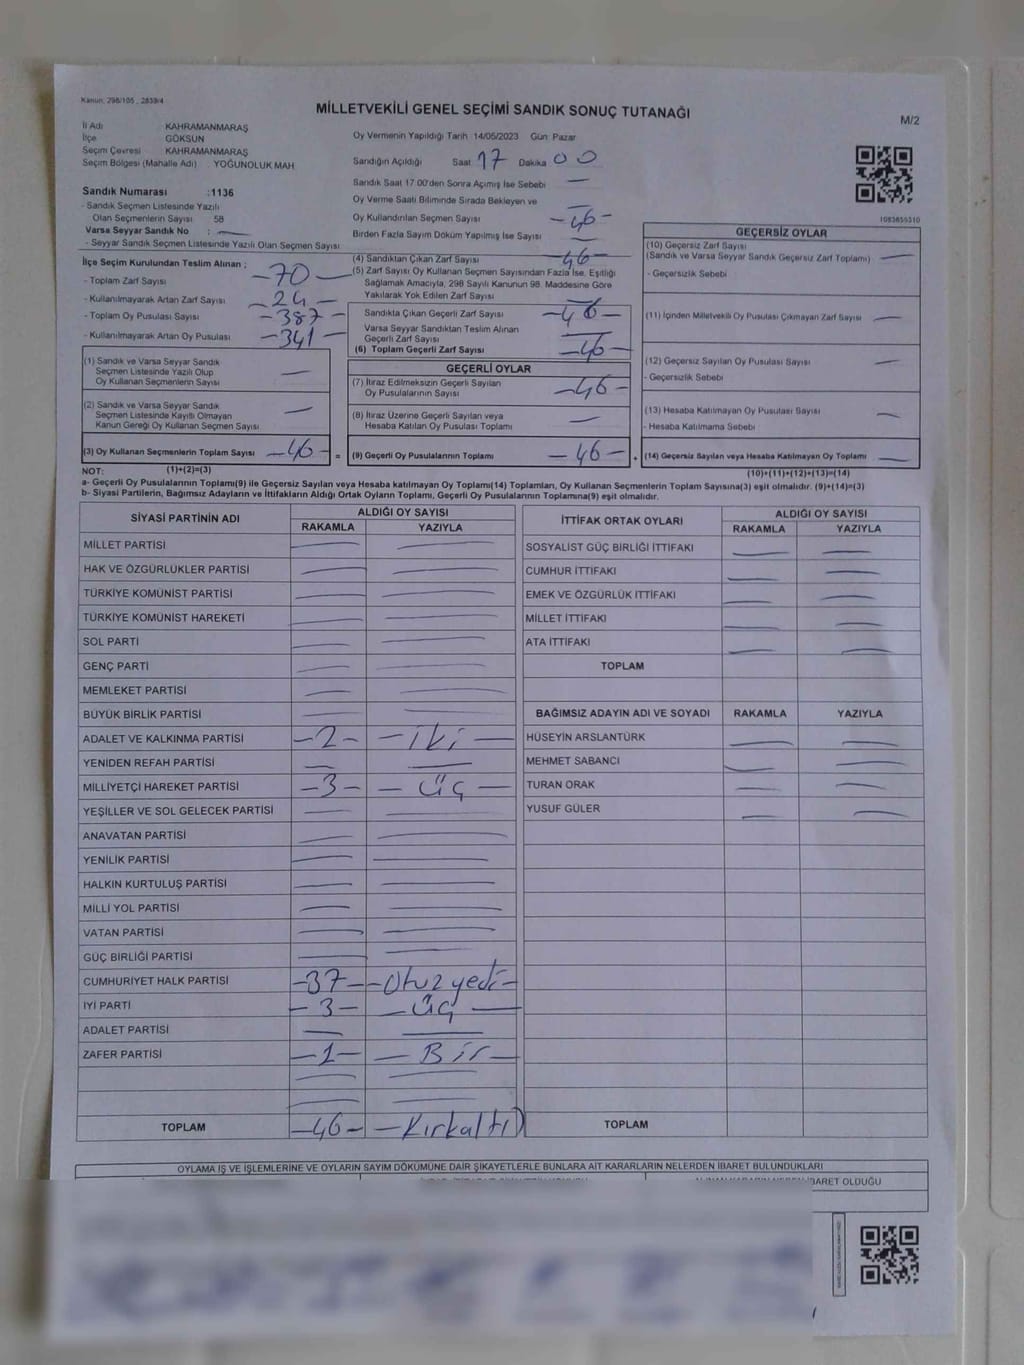 Kanun: 298/105 _ 2839/4
MİLLETVEKİLİ GENEL SEÇİMİ SANDIK SONUÇ TUTANAĞI
M/2
İl Adı KAHRAMANMARAŞ
İlçe GÖKSUN
Seçim Çevresi KAHRAMANMARAŞ
Seçim Bölgesi (Mahalle Adı) : YOĞUNOLUK MAH
Oy Vermenin Yapıldığı Tarih 14/05/2023 Gün: Pazar
Sandığın Açıldığı Saat 17 Dakika 00
Sandık Saat 17:00'den Sonra Açımış İse Sebebi —
Sandık Numarası :1136
- Sandık Seçmen Listesinde Yazılı
Olan Seçmenlerin Sayısı 58
Varsa Seyyar Sandık No : —
- Seyyar Sandık Seçmen Listesinde Yazılı Olan Seçmen Sayısı
Oy Verme Saati Bitiminde Sırada Bekleyen ve
Oy Kullandırılan Seçmen Sayısı -46-
Birden Fazla Sayım Döküm Yapılmış İse Sayısı —
1083659310
İlçe Seçim Kurulundan Teslim Alınan ;
- Toplam Zarf Sayısı -70-
- Kullanılmayarak Artan Zarf Sayısı -24-
- Toplam Oy Pusulası Sayısı -387-
- Kullanılmayarak Artan Oy Pusulası -341-
(4) Sandıktan Çıkan Zarf Sayısı -46-
(5) Zarf Sayısı Oy Kullanan Seçmen Sayısından Fazla İse, Eşitliği
Sağlamak Amacıyla, 298 Sayılı Kanunun 98. Maddesine Göre
Yakılarak Yok Edilen Zarf Sayısı —
Sandıkta Çıkan Geçerli Zarf Sayısı -46-
Varsa Seyyar Sandıktan Teslim Alınan
Geçerli Zarf Sayısı —
(6) Toplam Geçerli Zarf Sayısı -46-
(1) Sandık ve Varsa Seyyar Sandık
Seçmen Listesinde Yazılı Olup
Oy Kullanan Seçmenlerin Sayısı —
(2) Sandık ve Varsa Seyyar Sandık
Seçmen Listesinde Kayıtlı Olmayan
Kanun Gereği Oy Kullanan Seçmen Sayısı —
(3) Oy Kullanan Seçmenlerin Toplam Sayısı -46- =
GEÇERLİ OYLAR
(7) İtiraz Edilmeksizin Geçerli Sayılan
Oy Pusulalarının Sayısı -46-
(8) İtiraz Üzerine Geçerli Sayılan veya
Hesaba Katılan Oy Pusulası Toplamı —
(9) Geçerli Oy Pusulalarının Toplamı -46- +
GEÇERSİZ OYLAR
(10) Geçersiz Zarf Sayısı
(Sandık ve Varsa Seyyar Sandık Geçersiz Zarf Toplamı) —
- Geçersizlik Sebebi
(11) İçinden Milletvekili Oy Pusulası Çıkmayan Zarf Sayısı —
(12) Geçersiz Sayılan Oy Pusulası Sayısı —
- Geçersizlik Sebebi
(13) Hesaba Katılmayan Oy Pusulası Sayısı —
- Hesaba Katılmama Sebebi
(14) Geçersiz Sayılan veya Hesaba Katılmayan Oy Toplamı —
NOT: (1)+(2)=(3)
(10)+(11)+(12)+(13)=(14)
a- Geçerli Oy Pusulalarının Toplamı(9) ile Geçersiz Sayılan veya Hesaba katılmayan Oy Toplamı(14) Toplamları, Oy Kullanan Seçmenlerin Toplam Sayısına(3) eşit olmalıdır. (9)+(14)=(3)
b- Siyasi Partilerin, Bağımsız Adayların ve İttifakların Aldığı Ortak Oyların Toplamı, Geçerli Oy Pusulalarının Toplamına(9) eşit olmalıdır.
SİYASİ PARTİNİN ADI ALDIĞI OY SAYISI
RAKAMLA YAZIYLA
MİLLET PARTİSİ — —
HAK VE ÖZGÜRLÜKLER PARTİSİ — —
TÜRKİYE KOMÜNİST PARTİSİ — —
TÜRKİYE KOMÜNİST HAREKETİ — —
SOL PARTİ — —
GENÇ PARTİ — —
MEMLEKET PARTİSİ — —
BÜYÜK BİRLİK PARTİSİ — —
ADALET VE KALKINMA PARTİSİ -2- - iki -
YENİDEN REFAH PARTİSİ — —
MİLLİYETÇİ HAREKET PARTİSİ -3- - üç -
YEŞİLLER VE SOL GELECEK PARTİSİ — —
ANAVATAN PARTİSİ — —
YENİLİK PARTİSİ — —
HALKIN KURTULUŞ PARTİSİ — —
MİLLİ YOL PARTİSİ — —
VATAN PARTİSİ — —
GÜÇ BİRLİĞİ PARTİSİ — —
CUMHURİYET HALK PARTİSİ -37- -Otuz yedi-
İYİ PARTİ -3- - üç -
ADALET PARTİSİ — —
ZAFER PARTİSİ -1- - Bir -
TOPLAM -46- -Kırkaltı
İTTİFAK ORTAK OYLARI ALDIĞI OY SAYISI
RAKAMLA YAZIYLA
SOSYALİST GÜÇ BİRLİĞİ İTTİFAKI — —
CUMHUR İTTİFAKI — —
EMEK VE ÖZGÜRLÜK İTTİFAKI — —
MİLLET İTTİFAKI — —
ATA İTTİFAKI — —
TOPLAM
BAĞIMSIZ ADAYIN ADI VE SOYADI RAKAMLA YAZIYLA
HÜSEYİN ARSLANTÜRK — —
MEHMET SABANCI — —
TURAN ORAK — —
YUSUF GÜLER — —
TOPLAM
OYLAMA İŞ VE İŞLEMLERİNE VE OYLARIN SAYIM DÖKÜMÜNE DAİR ŞİKAYETLERLE BUNLARA AİT KARARLARIN NELERDEN İBARET BULUNDUKLARI
İBARET OLDUĞU